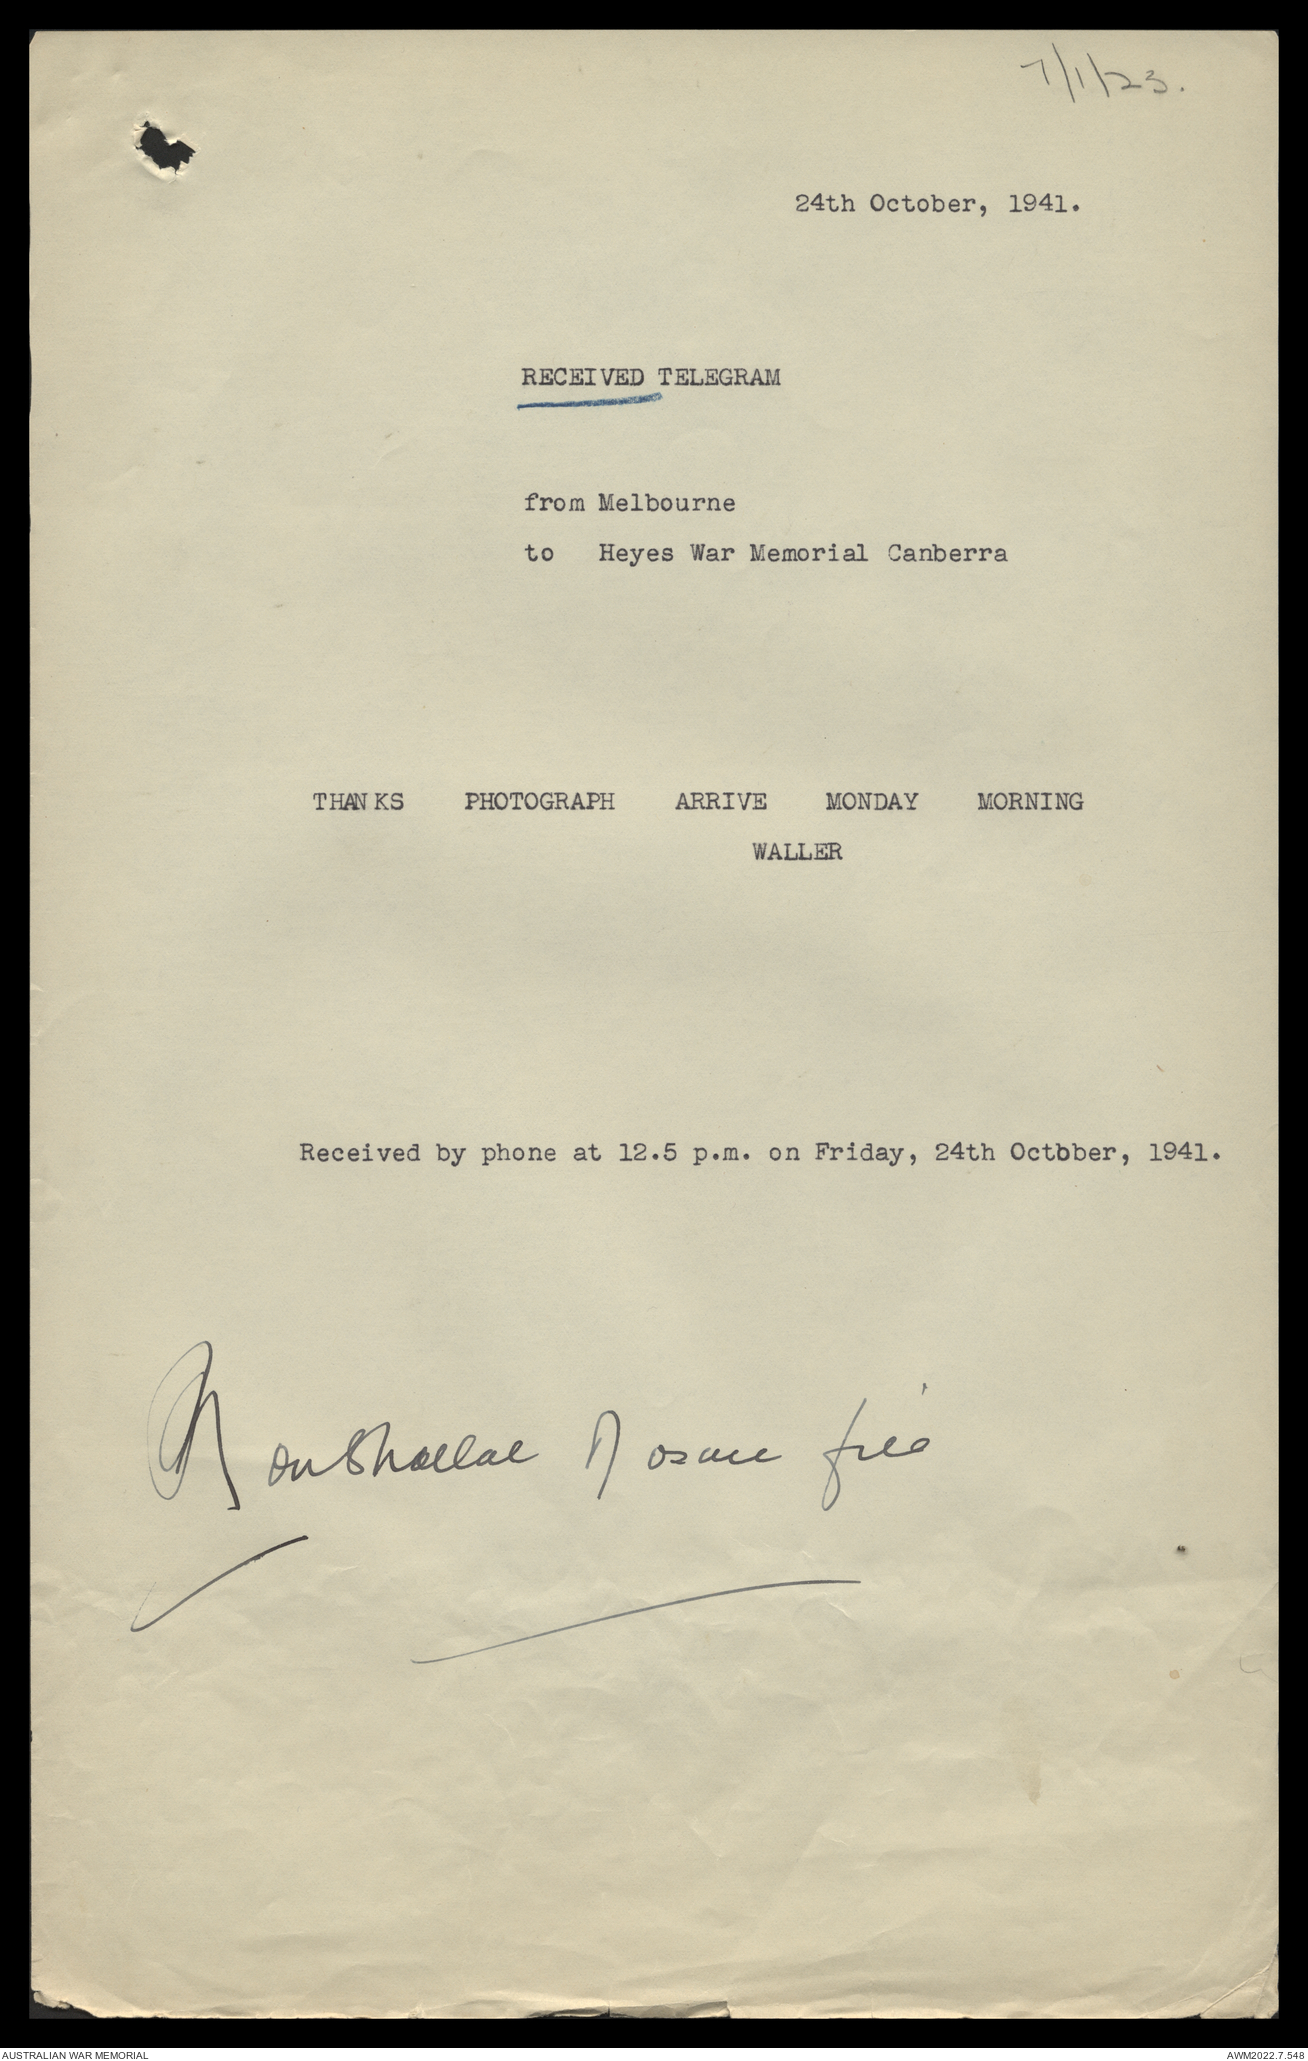 7/1/23.
24th October, 1941.
RECEIVED TELEGRAM
from Melbourne
to Heyes War Memorial Canberra
THANKS PHOTOGRAPH ARRIVE MONDAY MORNING
WALLER
Received by phone at 12.5 p.m. on Friday, 24th Octbber, 1941.
Mosaic file
AUSTRALIAN WAR MEMORIAL
AWM2022.7.548